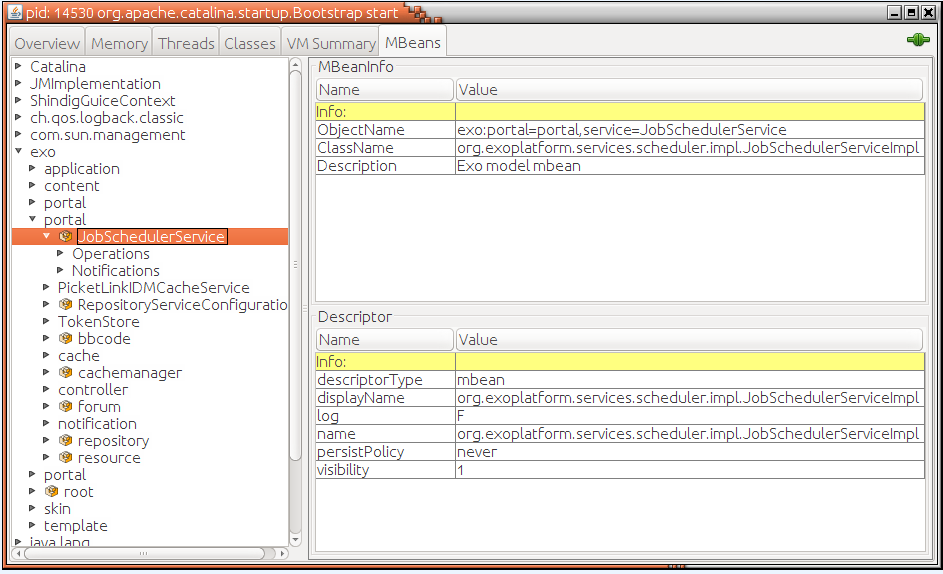 pid: 14530 org.apache.catalina.startup.Bootstrap start
Overview Memory Threads Classes VM Summary MBeans
Catalina
JMImplementation
ShindigGuiceContext
ch.qos.logback.classic
com.sun.management
exo
application
content
portal
portal
JobSchedulerService
Operations
Notifications
PicketLinkIDMCacheService
RepositoryServiceConfiguratio
TokenStore
bbcode
cache
cachemanager
controller
forum
notification
repository
resource
portal
root
skin
template
java.lang
MBeanInfo
Name Value
Info:
ObjectName exo:portal=portal,service=JobSchedulerService
ClassName org.exoplatform.services.scheduler.impl.JobSchedulerServiceImpl
Description Exo model mbean
Descriptor
Name Value
Info:
descriptorType mbean
displayName org.exoplatform.services.scheduler.impl.JobSchedulerServiceImpl
log F
name org.exoplatform.services.scheduler.impl.JobSchedulerServiceImpl
persistPolicy never
visibility 1